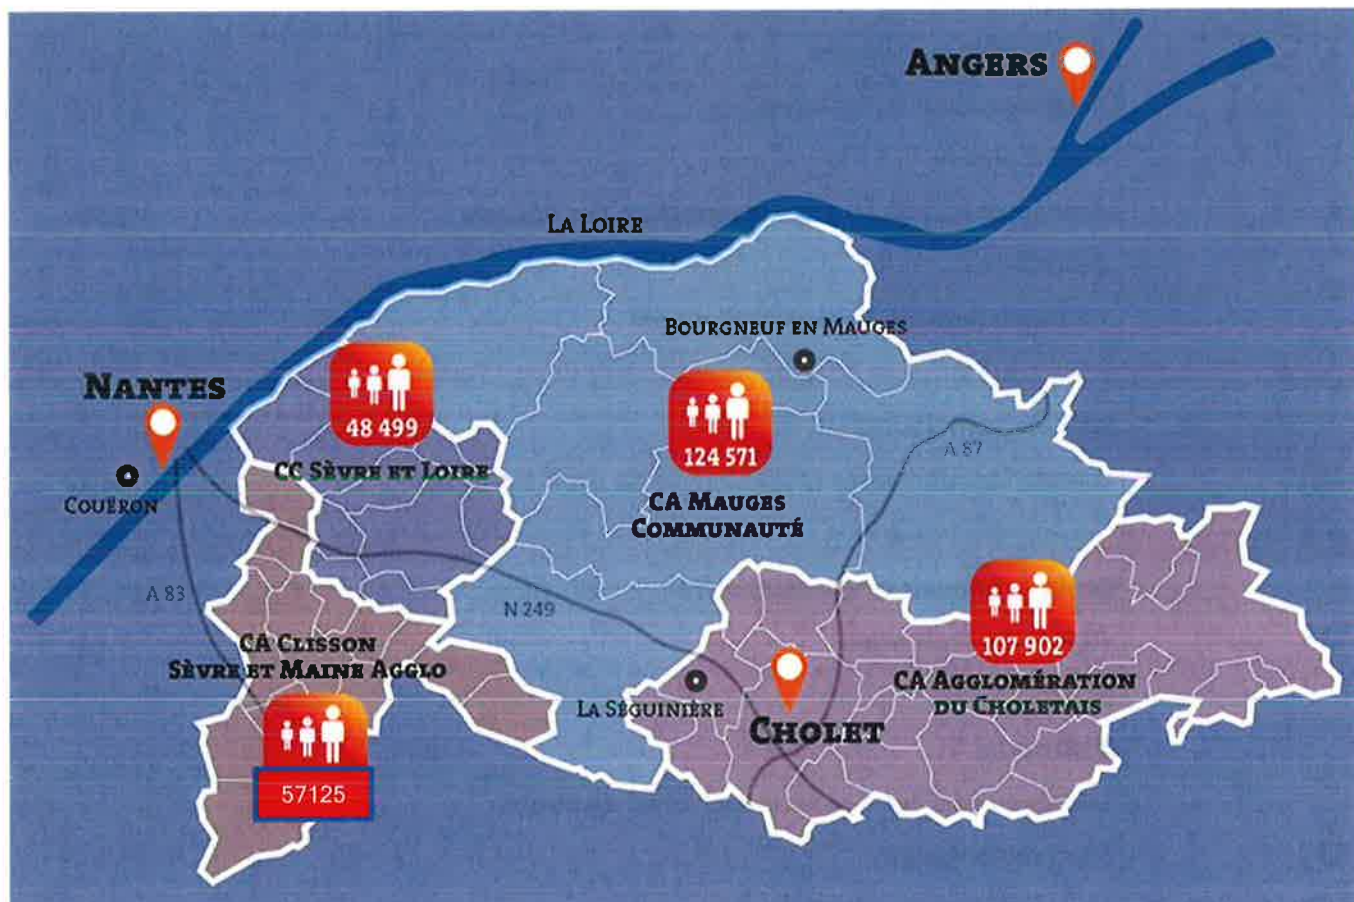 ANGERS
LA LOIRE
BOURGNEUF EN MAUGES
NANTES
48 499
124 571
A 87
CC SÈVRE ET LOIRE
COUËRON
CA MAUGES
COMMUNAUTÉ
A 83
N 249
107 902
CA CLISSON
SÈVRE ET MAINE AGGLO
CA AGGLOMÉRATION
DU CHOLETAIS
LA SÉGUINIÈRE
CHOLET
57125